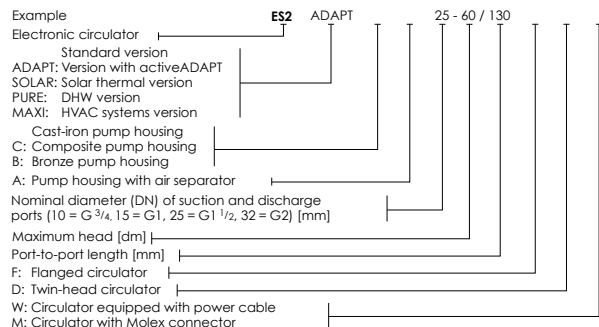 Example ES2 ADAPT 25 - 60 / 130
Electronic circulator
Standard version
ADAPT: Version with activeADAPT
SOLAR: Solar thermal version
PURE: DHW version
MAXI: HVAC systems version
Cast-iron pump housing
C: Composite pump housing
B: Bronze pump housing
A: Pump housing with air separator
Nominal diameter (DN) of suction and discharge
ports (10 = G 3/4, 15 = G1, 25 = G1 1/2, 32 = G2) [mm]
Maximum head [dm]
Port-to-port length [mm]
F: Flanged circulator
D: Twin-head circulator
W: Circulator equipped with power cable
M: Circulator with Molex connector